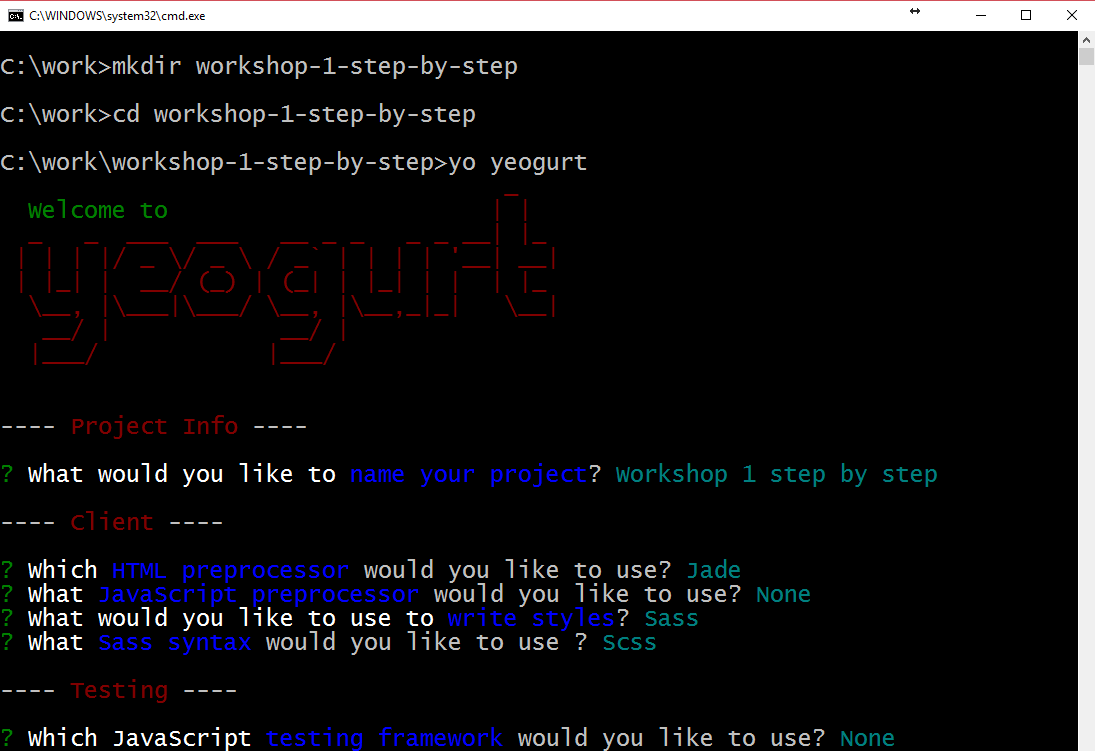 C:\WINDOWS\system32\cmd.exe
C:\work>mkdir workshop-1-step-by-step
C:\work>cd workshop-1-step-by-step
C:\work\workshop-1-step-by-step>yo yeogurt
Welcome to
yeogurt
---- Project Info ----
? What would you like to name your project? Workshop 1 step by step
---- Client ----
? Which HTML preprocessor would you like to use? Jade
? What JavaScript preprocessor would you like to use? None
? What would you like to use to write styles? Sass
? What Sass syntax would you like to use ? Scss
---- Testing ----
? Which JavaScript testing framework would you like to use? None